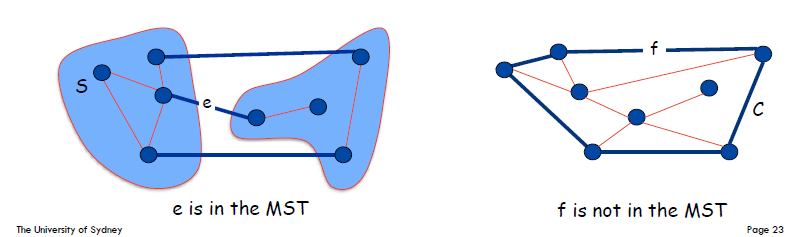 f
S
e
C
e is in the MST
f is not in the MST
The University of Sydney
Page 23